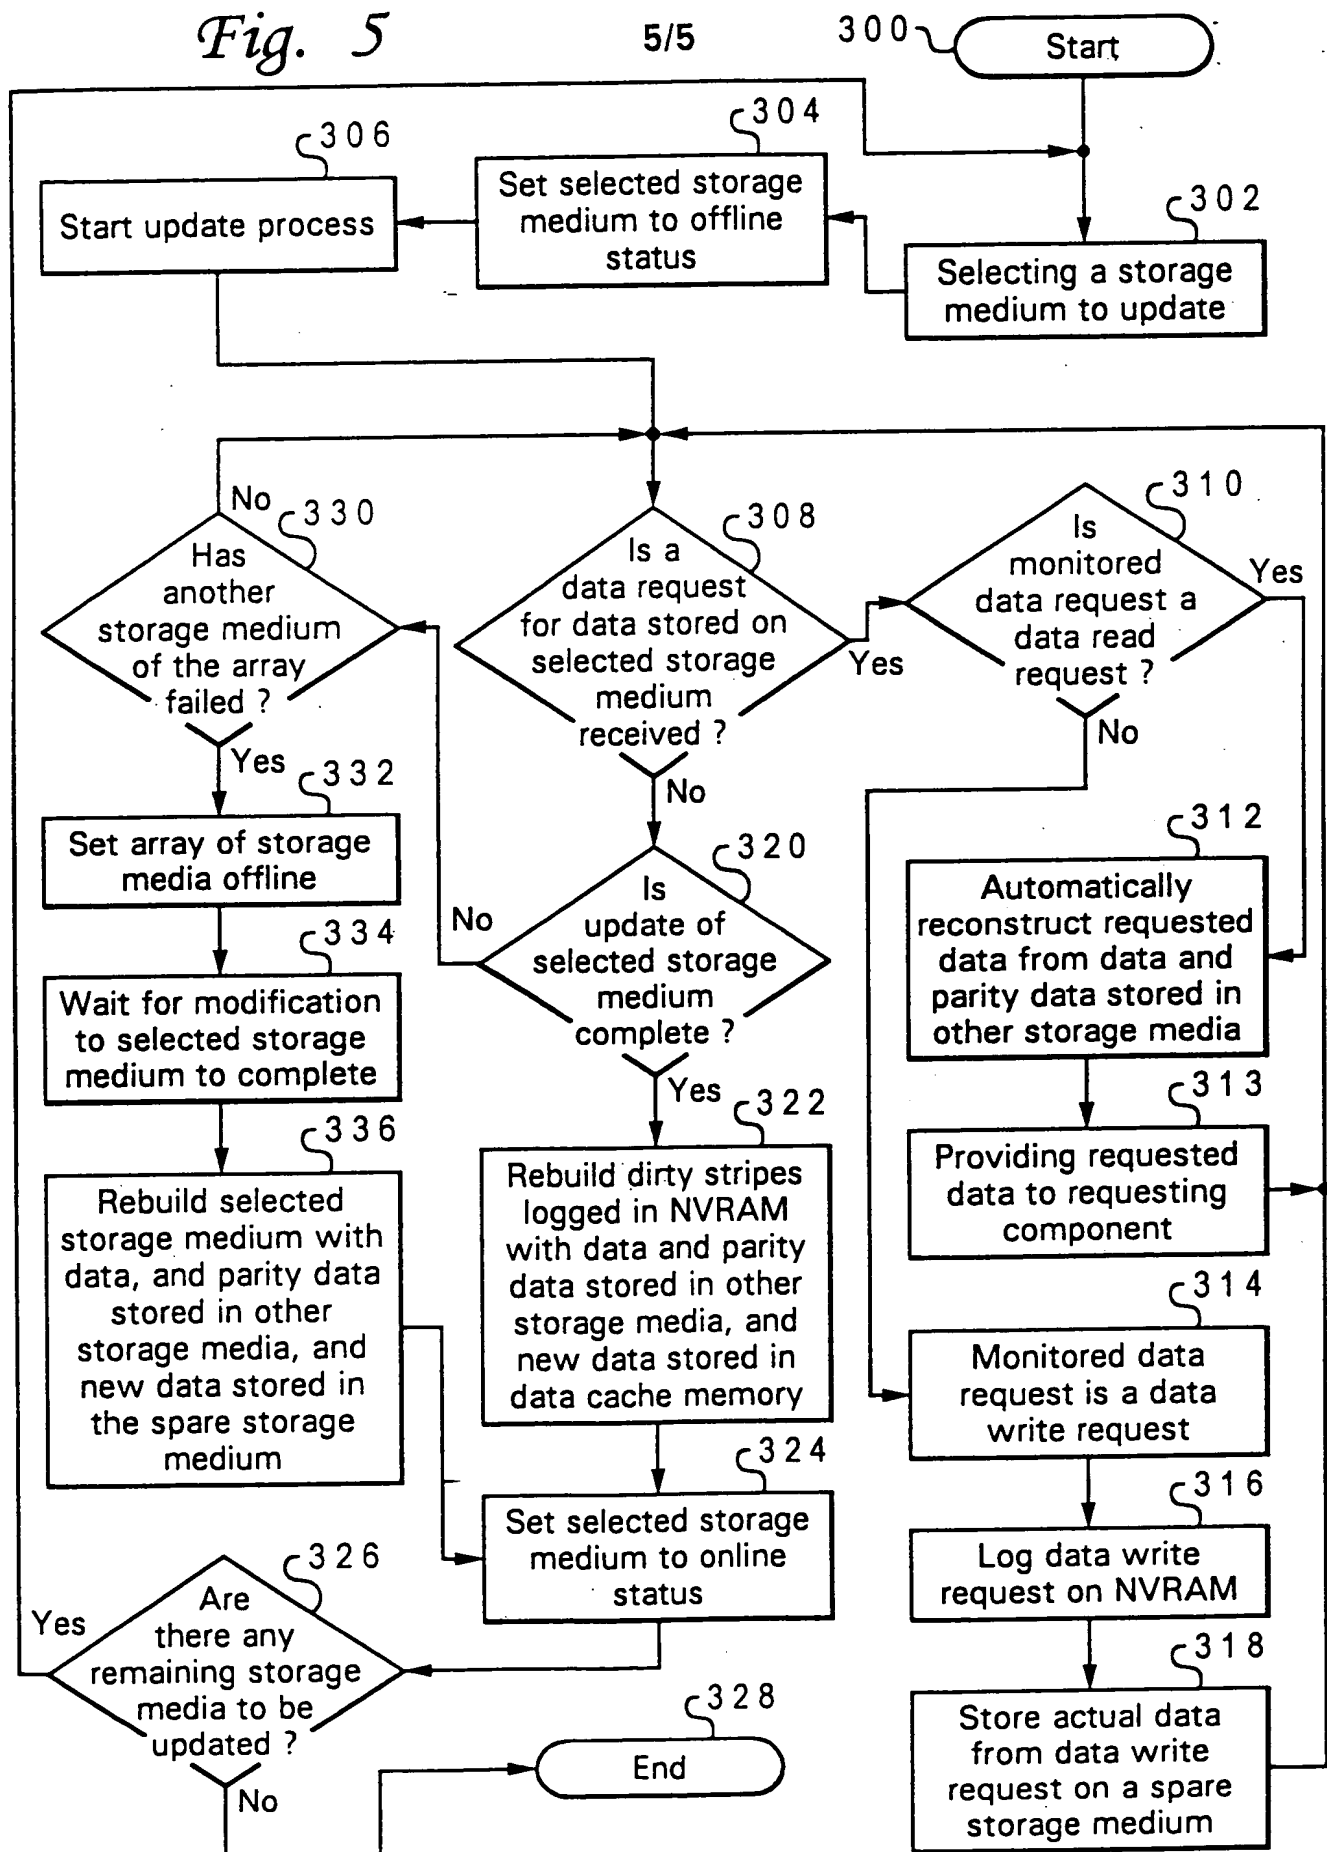 Fig. 5
5/5
300
Start
306
304
302
Start update process
Set selected storage
medium to offline
status
Selecting a storage
medium to update
No
330
Has
another
storage medium
of the array
failed ?
Yes
308
Is a
data request
for data stored on
selected storage
medium
received ?
Yes
No
310
Is
monitored
data request a
data read
request ?
Yes
No
332
Set array of storage
media offline
334
Wait for modification
to selected storage
medium to complete
336
Rebuild selected
storage medium with
data, and parity data
stored in other
storage media, and
new data stored in
the spare storage
medium
320
Is
update of
selected storage
medium
complete ?
No
Yes
322
Rebuild dirty stripes
logged in NVRAM
with data and parity
data stored in other
storage media, and
new data stored in
data cache memory
324
Set selected storage
medium to online
status
312
Automatically
reconstruct requested
data from data and
parity data stored in
other storage media
313
Providing requested
data to requesting
component
314
Monitored data
request is a data
write request
316
Log data write
request on NVRAM
318
Store actual data
from data write
request on a spare
storage medium
326
Are
there any
remaining storage
media to be
updated ?
Yes
No
328
End